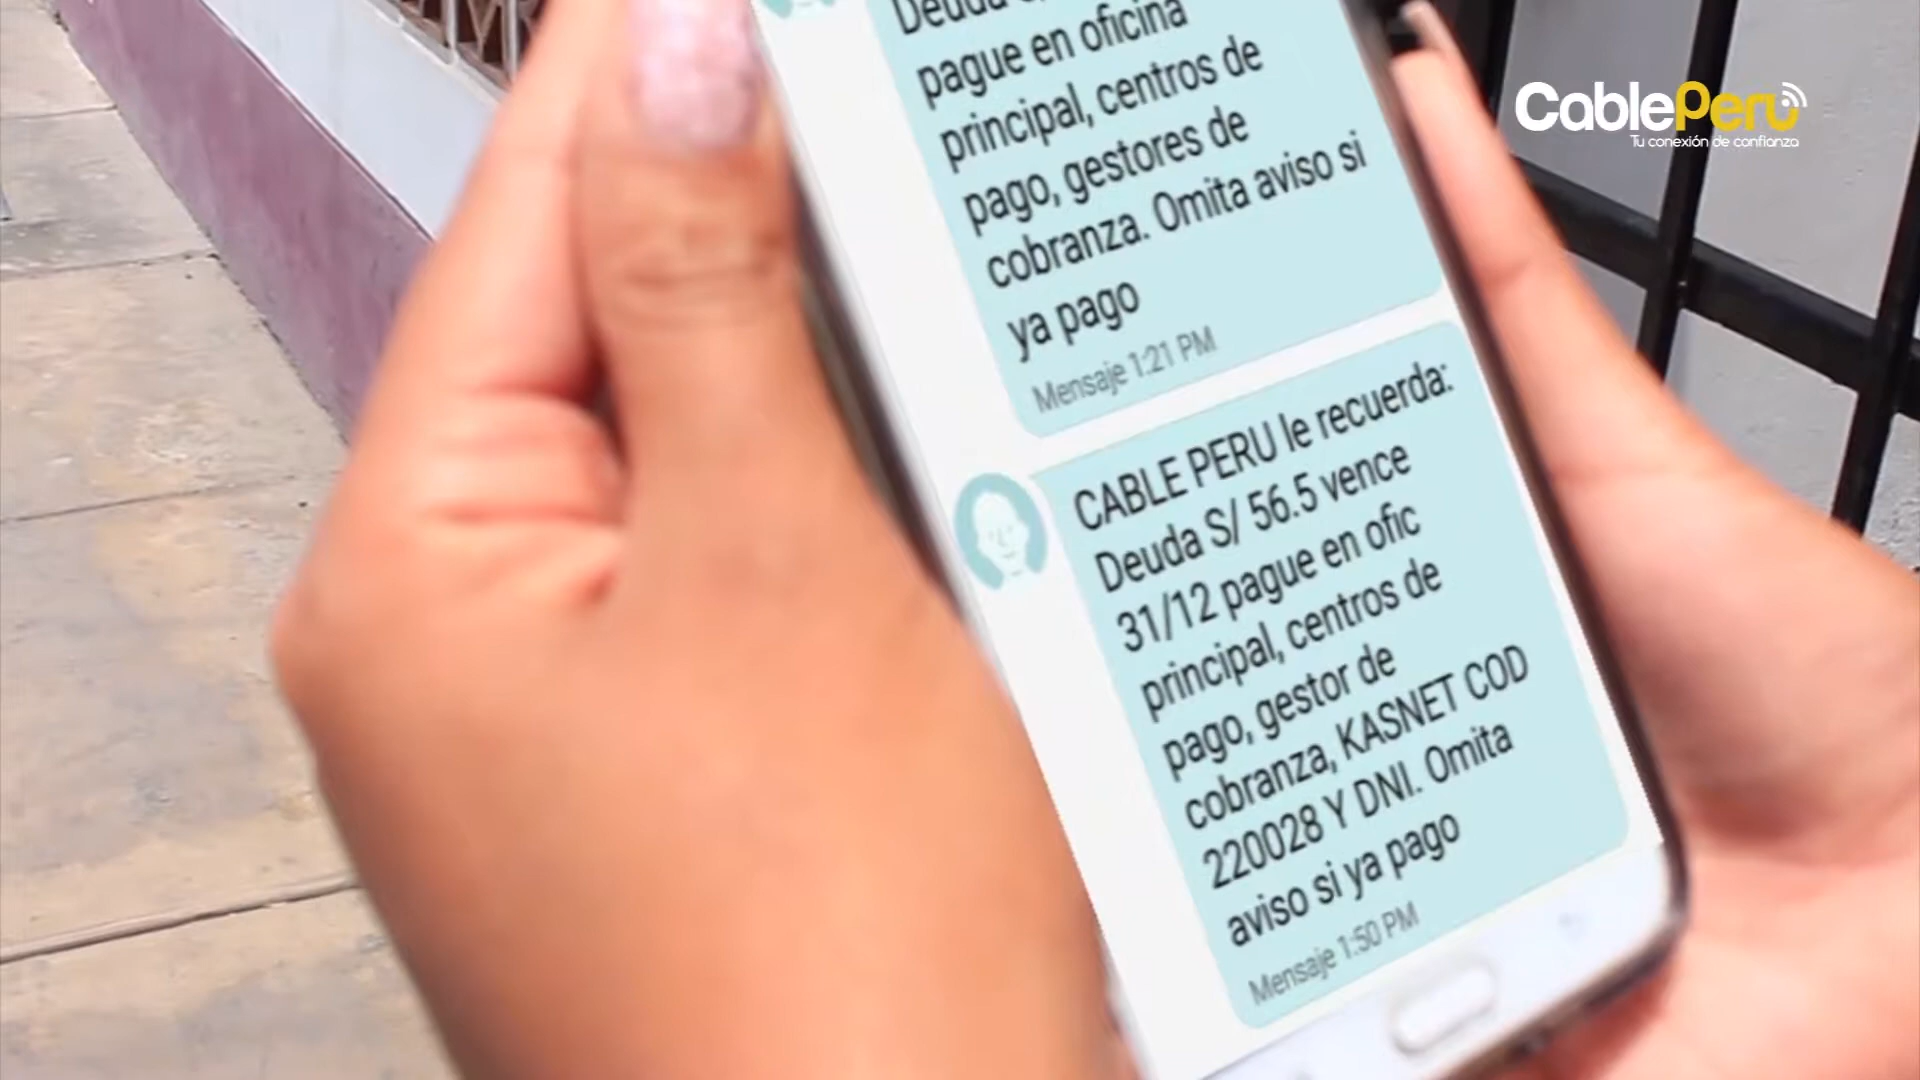 pague en oficina
principal, centros de
pago, gestores de
cobranza. Omita aviso si
ya pago
Mensaje 1:21 PM
CABLE PERU le recuerda:
Deuda S/ 56.5 vence
31/12 pague en ofic
principal, centros de
pago, gestor de
cobranza, KASNET COD
220028 Y DNI. Omita
aviso si ya pago
Mensaje 1:50 PM
CablePeru
Tu conexión de confianza